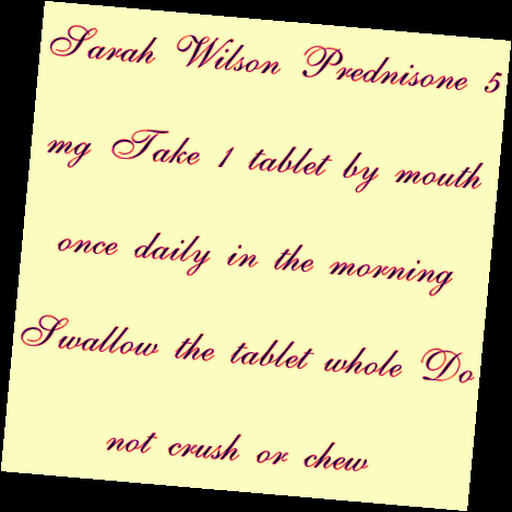 Sarah Wilson Prednisone 5
mg Take 1 tablet by mouth
once daily in the morning
Swallow the tablet whole Do
not crush or chew